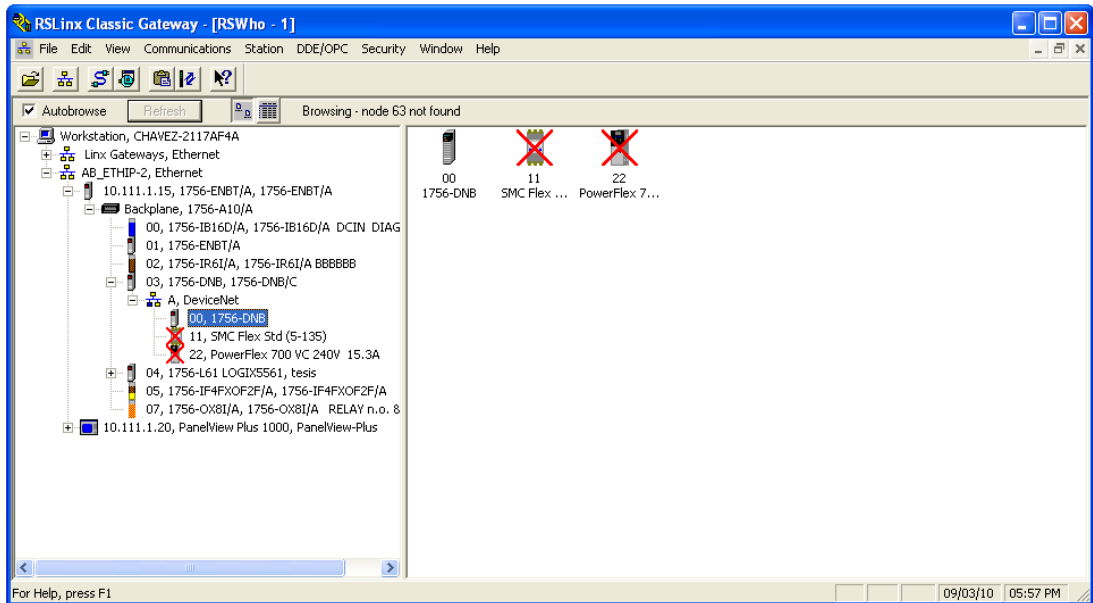 RSLinx Classic Gateway - [RSWho - 1]
File Edit View Communications Station DDE/OPC Security Window Help
Autobrowse Refresh Browsing - node 63 not found
Workstation, CHAVEZ-2117AF4A
Linx Gateways, Ethernet
AB_ETHIP-2, Ethernet
10.111.1.15, 1756-ENBT/A, 1756-ENBT/A
Backplane, 1756-A10/A
00, 1756-IB16D/A, 1756-IB16D/A DCIN DIAG
01, 1756-ENBT/A
02, 1756-IR6I/A, 1756-IR6I/A BBBBBB
03, 1756-DNB, 1756-DNB/C
A, DeviceNet
00, 1756-DNB
11, SMC Flex Std (5-135)
22, PowerFlex 700 VC 240V 15.3A
04, 1756-L61 LOGIX5561, tesis
05, 1756-IF4FXOF2F/A, 1756-IF4FXOF2F/A
07, 1756-OX8I/A, 1756-OX8I/A RELAY n.o. &
10.111.1.20, PanelView Plus 1000, PanelView-Plus
00 11 22
1756-DNB SMC Flex ... PowerFlex 7...
For Help, press F1 09/03/10 05:57 PM